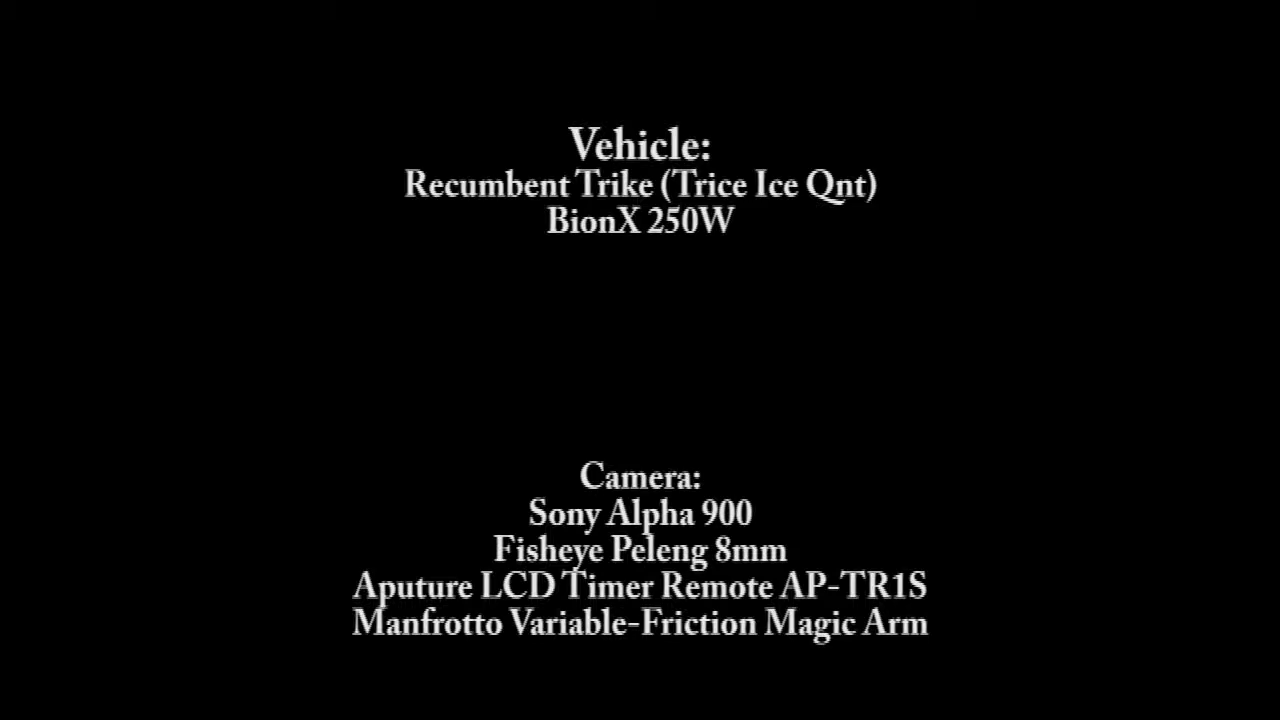 Vehicle:
Recumbent Trike (Trice Ice Qnt)
BionX 250W
Camera:
Sony Alpha 900
Fisheye Peleng 8mm
Aputure LCD Timer Remote AP-TR1S
Manfrotto Variable-Friction Magic Arm